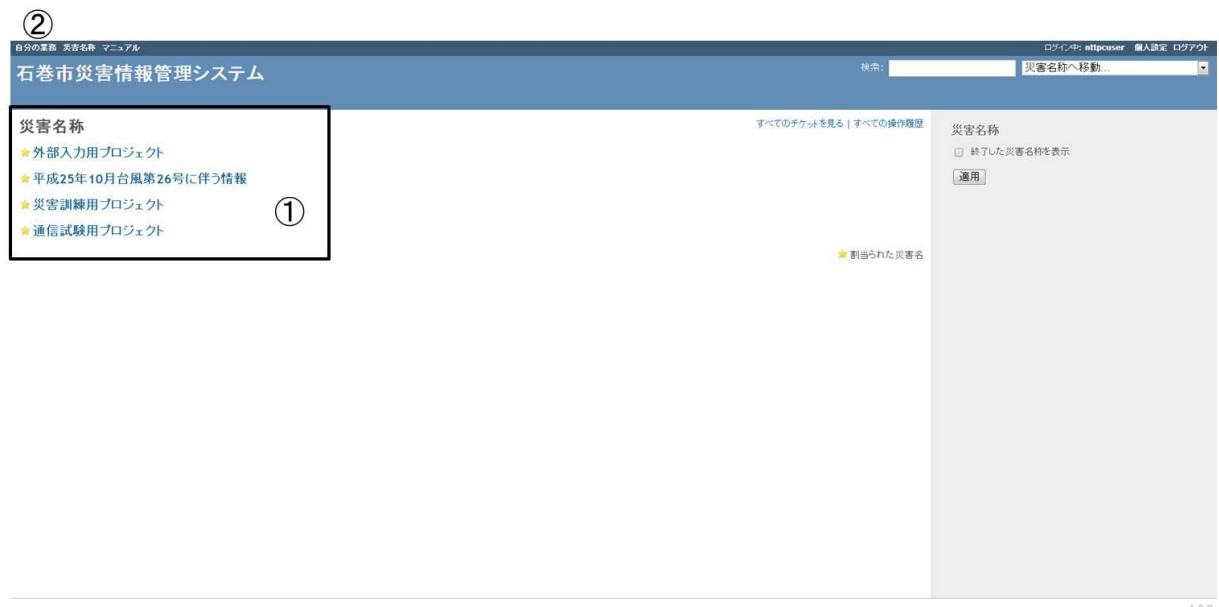 ②
自分の業務 災害名称 マニュアル
ログイン中: nttpcuser 個人設定 ログアウト
石巻市災害情報管理システム
検索:
災害名称へ移動...
災害名称
すべてのチケットを見る | すべての操作履歴
外部入力用プロジェクト
平成25年10月台風第26号に伴う情報
災害訓練用プロジェクト
通信試験用プロジェクト
①
割当られた災害名
災害名称
終了した災害名称を表示
適用